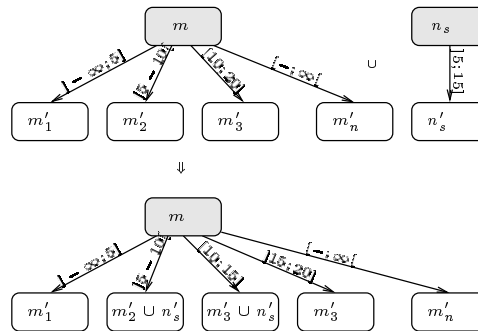 m n_s
[−∞;5] ]5−10] [10;20] [−;∞[ ∪ ]5;15]
m′_1 m′_2 m′_3 m′_n n′_s
⇓
m
[−∞;5] ]5−10] [10;15] ]15;20] [−;∞[
m′_1 m′_2 ∪ n′_s m′_3 ∪ n′_s m′_3 m′_n